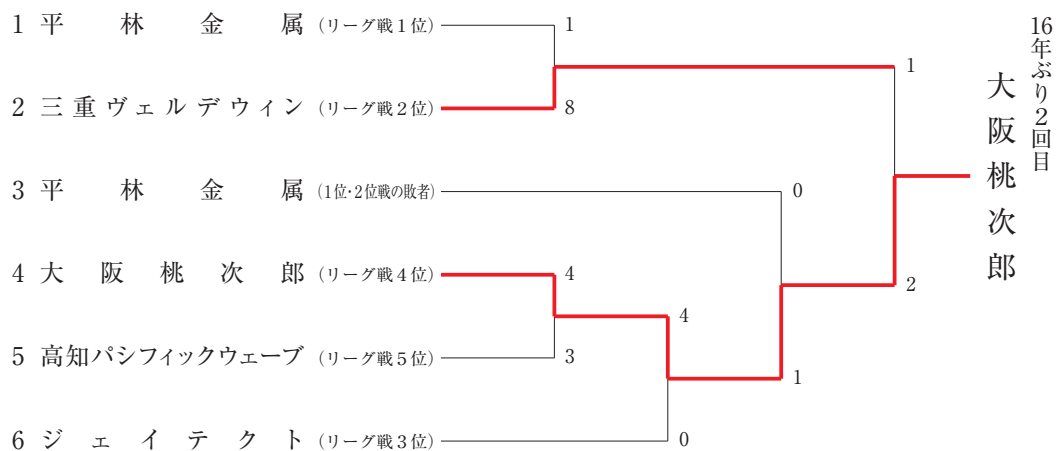 1 平林金属 (リーグ戦1位)
1
2 三重ヴェルデウィン (リーグ戦2位)
8
1
3 平林金属 (1位・2位戦の敗者)
0
4 大阪桃次郎 (リーグ戦4位)
4
4
5 高知パシフィックウェーブ (リーグ戦5位)
3
6 ジェイテクト (リーグ戦3位)
0
1
2
16年ぶり2回目
大阪桃次郎